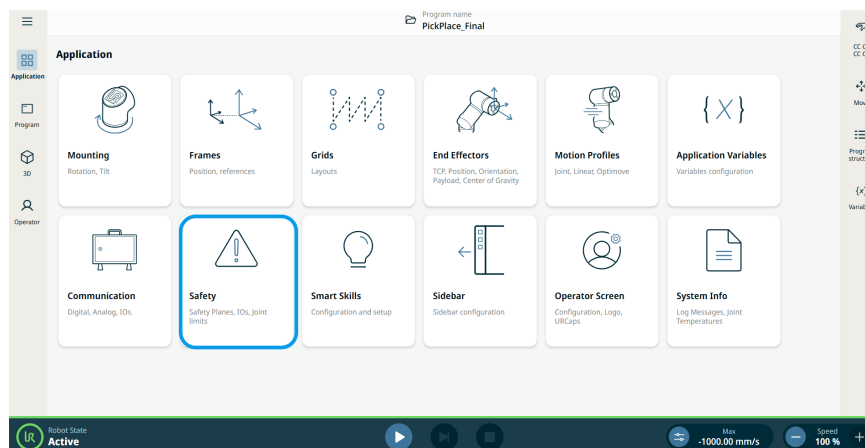 Program name
PickPlace_Final
Application
Application
Program
3D
Operator
Mounting
Rotation, Tilt
Frames
Position, references
Grids
Layouts
End Effectors
TCP, Position, Orientation,
Payload, Center of Gravity
Motion Profiles
Joint, Linear, Optimove
{X}
Application Variables
Variables configuration
Communication
Digital, Analog, IOs.
Safety
Safety Planes, IOs, Joint
limits
Smart Skills
Configuration and setup
Sidebar
Sidebar configuration
Operator Screen
Configuration, Logo,
URCaps
System Info
Log Messages, Joint
Temperatures
UR
Robot State
Active
Max
-1000.00 mm/s
Speed
100 %